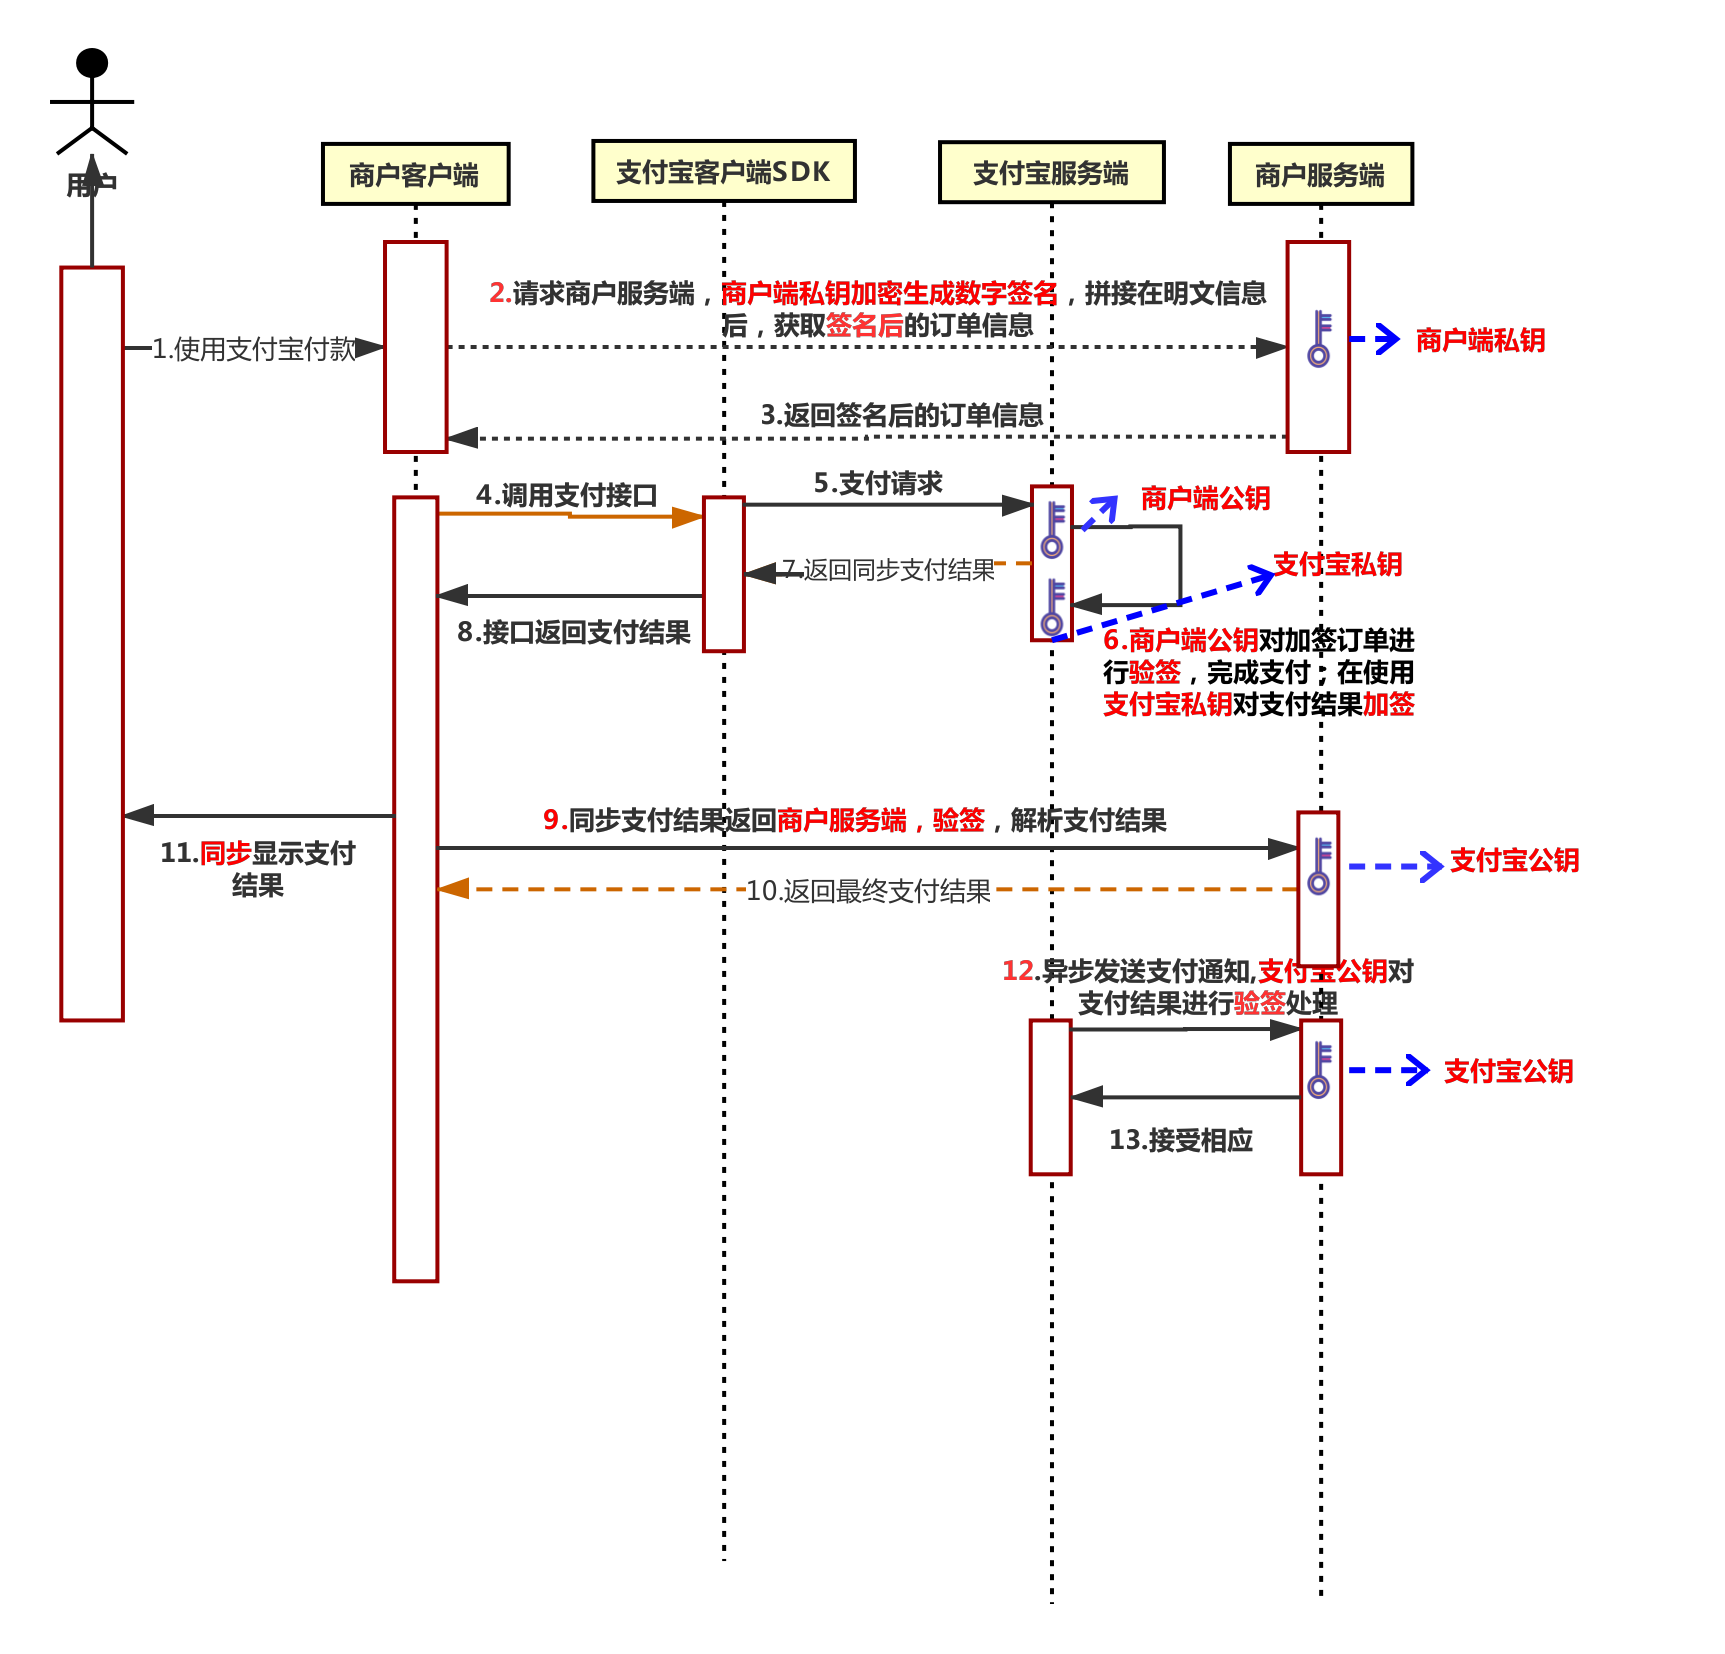 用户
商户客户端
支付宝客户端SDK
支付宝服务端
商户服务端
2.请求商户服务端，商户端私钥加密生成数字签名，拼接在明文信息
后，获取签名后的订单信息
1.使用支付宝付款
商户端私钥
3.返回签名后的订单信息
4.调用支付接口
5.支付请求
商户端公钥
7.返回同步支付结果
支付宝私钥
8.接口返回支付结果
6.商户端公钥对加签订单进
行验签，完成支付；在使用
支付宝私钥对支付结果加签
9.同步支付结果返回商户服务端，验签，解析支付结果
11.同步显示支付
结果
支付宝公钥
10.返回最终支付结果
12.异步发送支付通知,支付宝公钥对
支付结果进行验签处理
支付宝公钥
13.接受相应